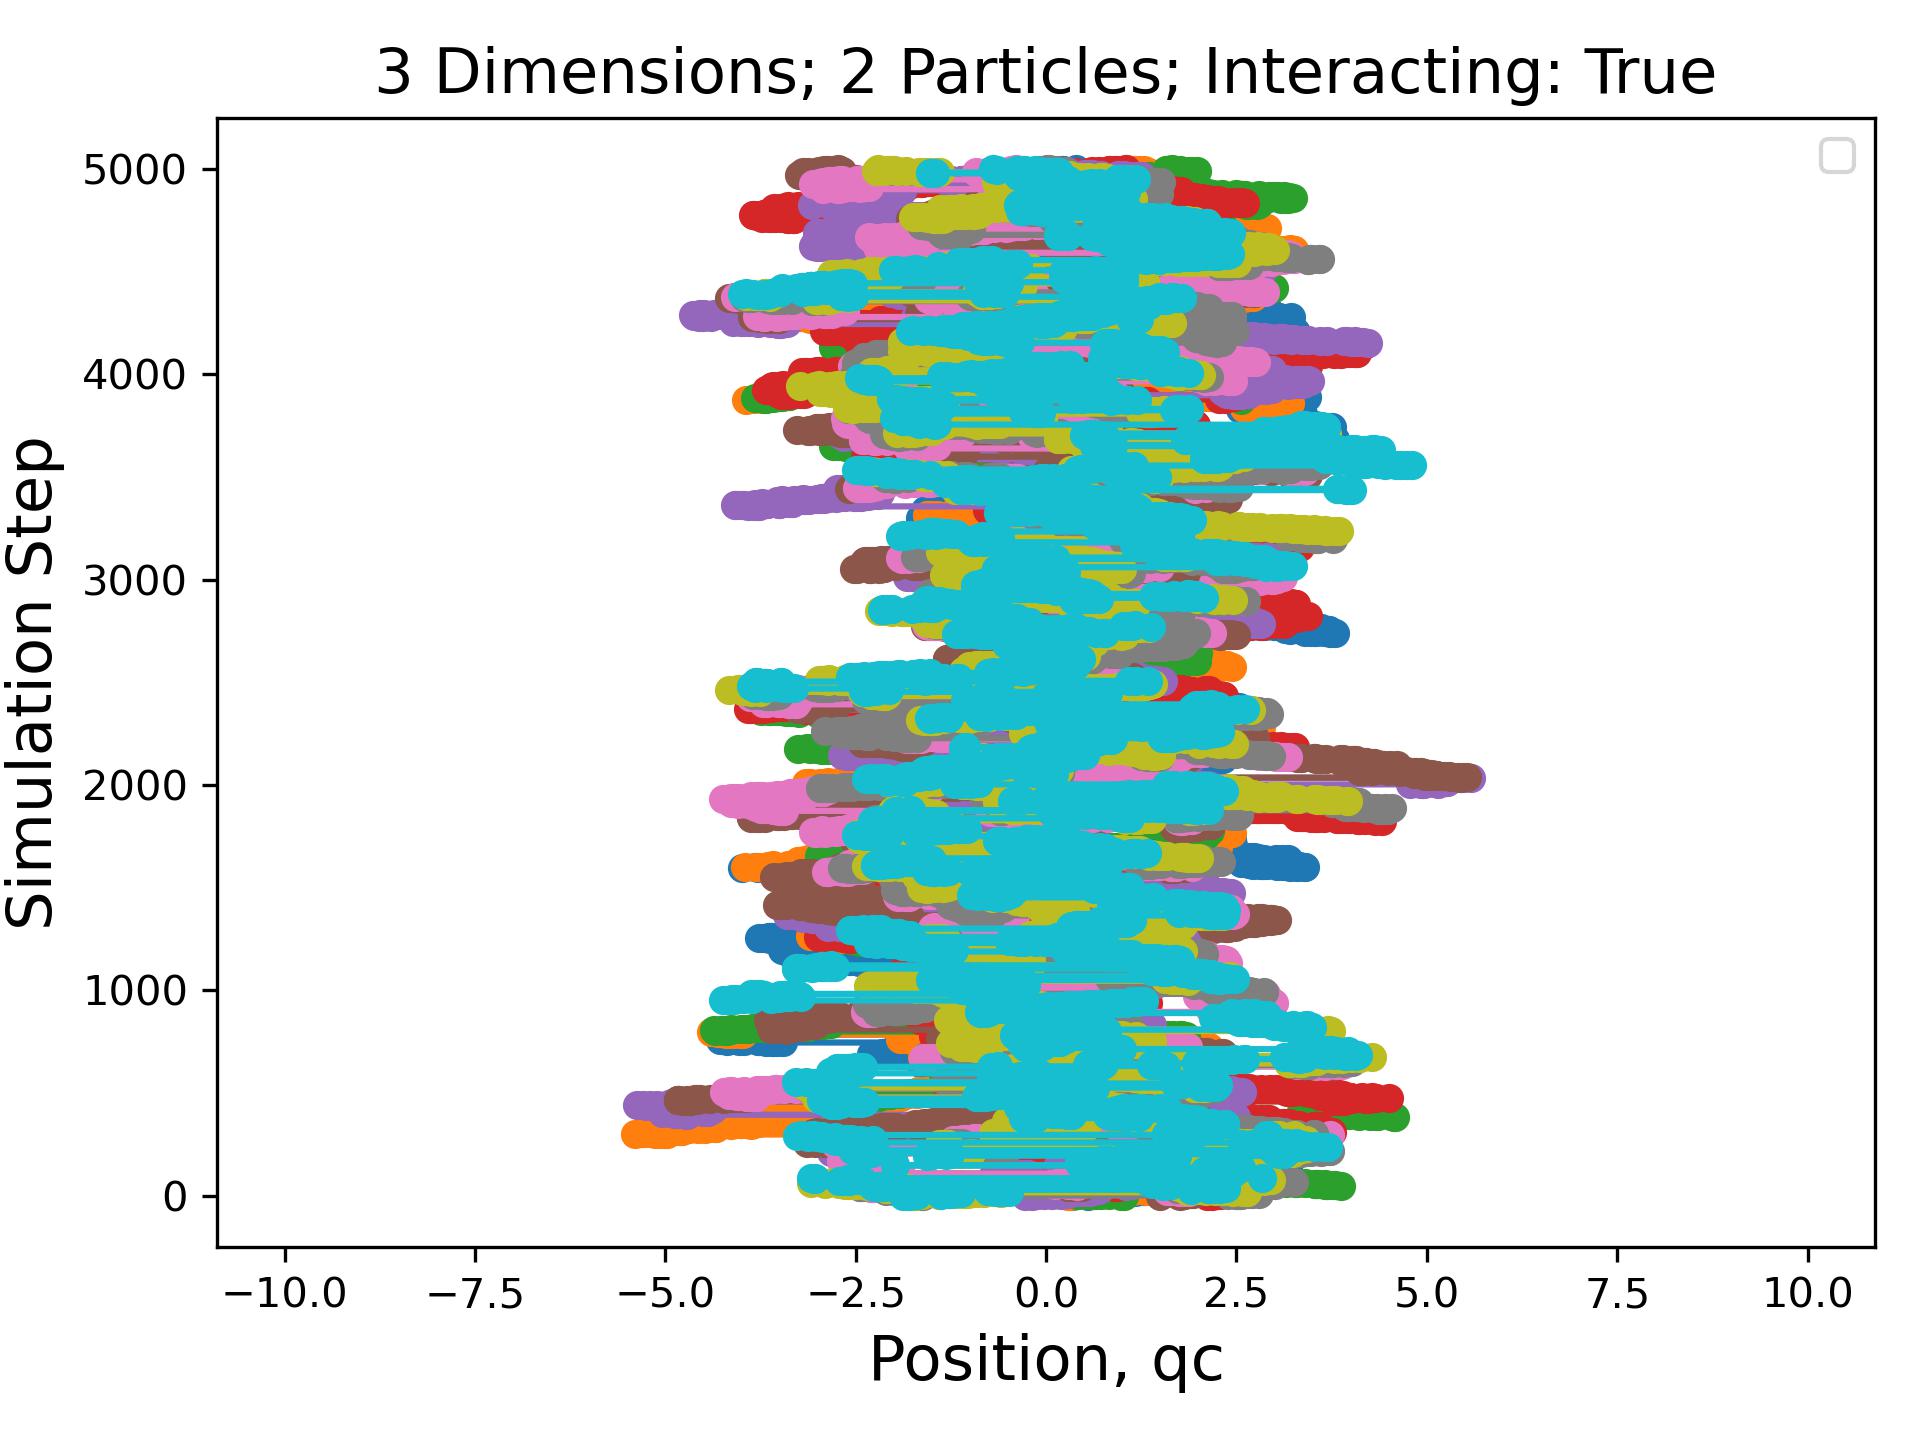 3 Dimensions; 2 Particles; Interacting: True
5000
4000
3000
2000
1000
0
Simulation Step
−10.0 −7.5 −5.0 −2.5 0.0 2.5 5.0 7.5 10.0
Position, qc